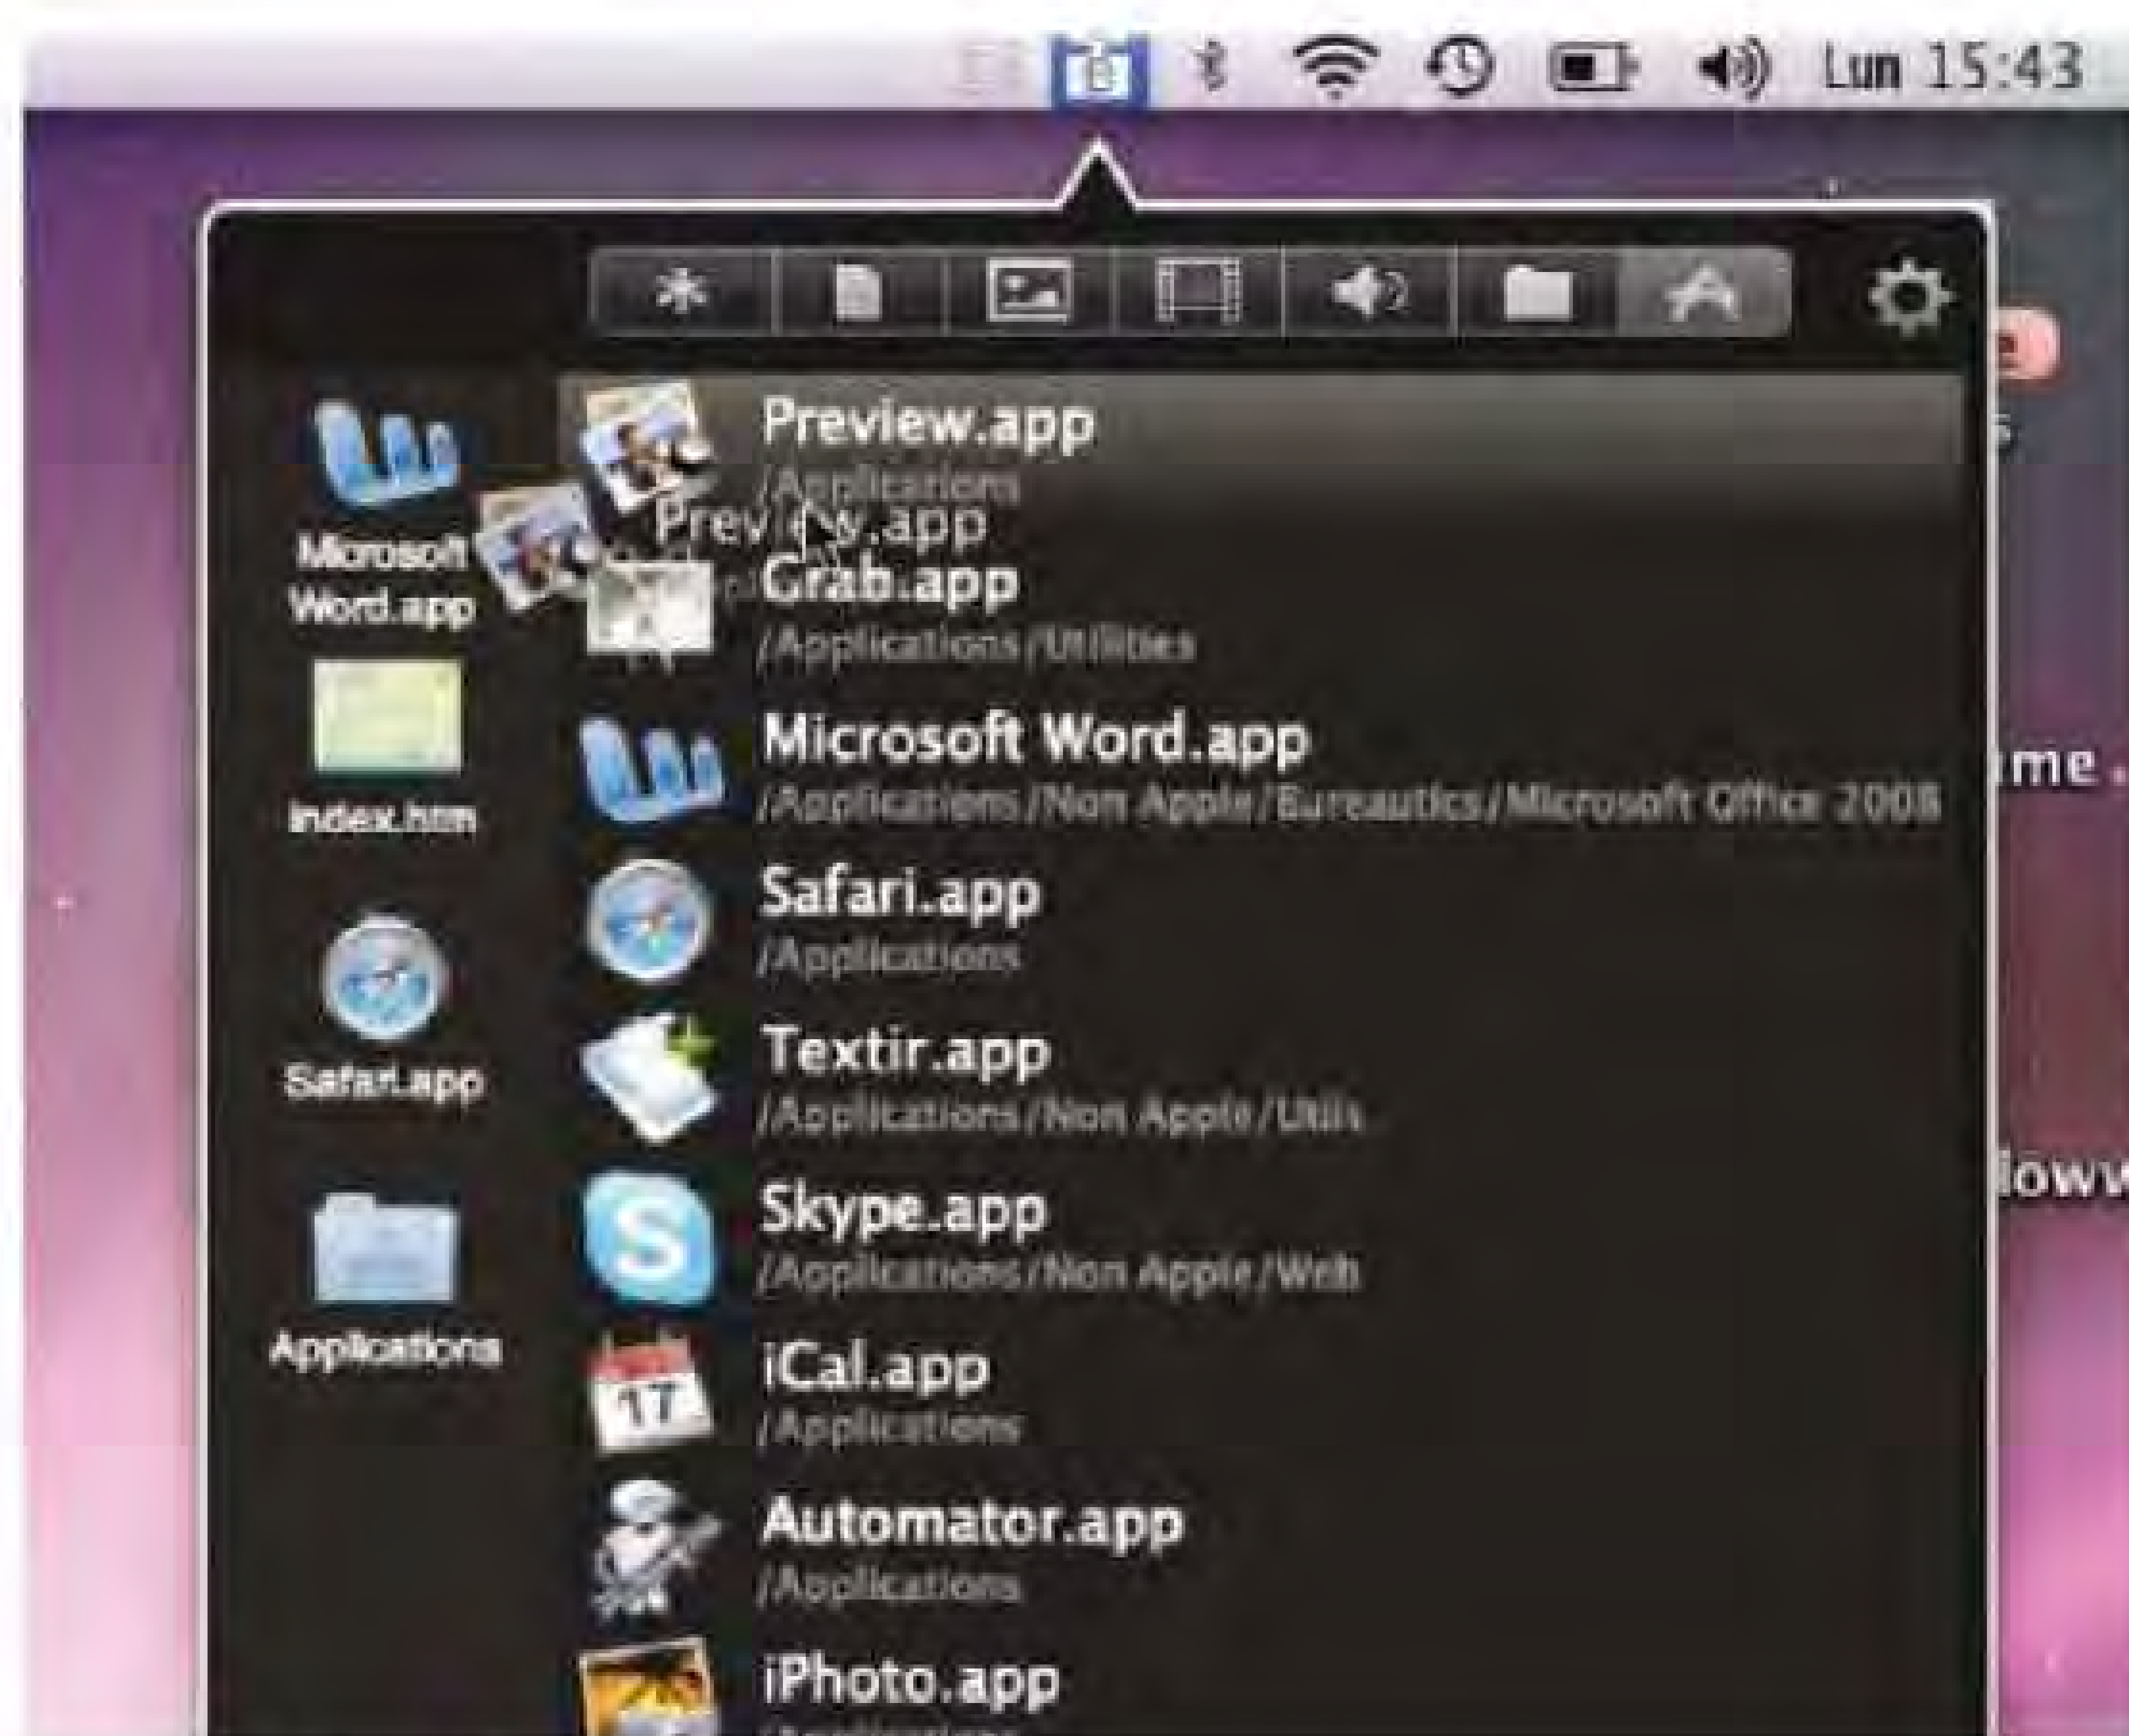 Lun 15:43
Preview.app
/Applications
Preview.app
Grab.app
/Applications/Utilities
Microsoft Word.app
/Applications/Non Apple/Bureautics/Microsoft Office 2008
Safari.app
/Applications
Textir.app
/Applications/Non Apple/Utils
Skype.app
/Applications/Non Apple/Web
iCal.app
17
/Applications
Automator.app
/Applications
iPhoto.app
Microsoft
Word.app
index.htm
Safari.app
Applications
me.